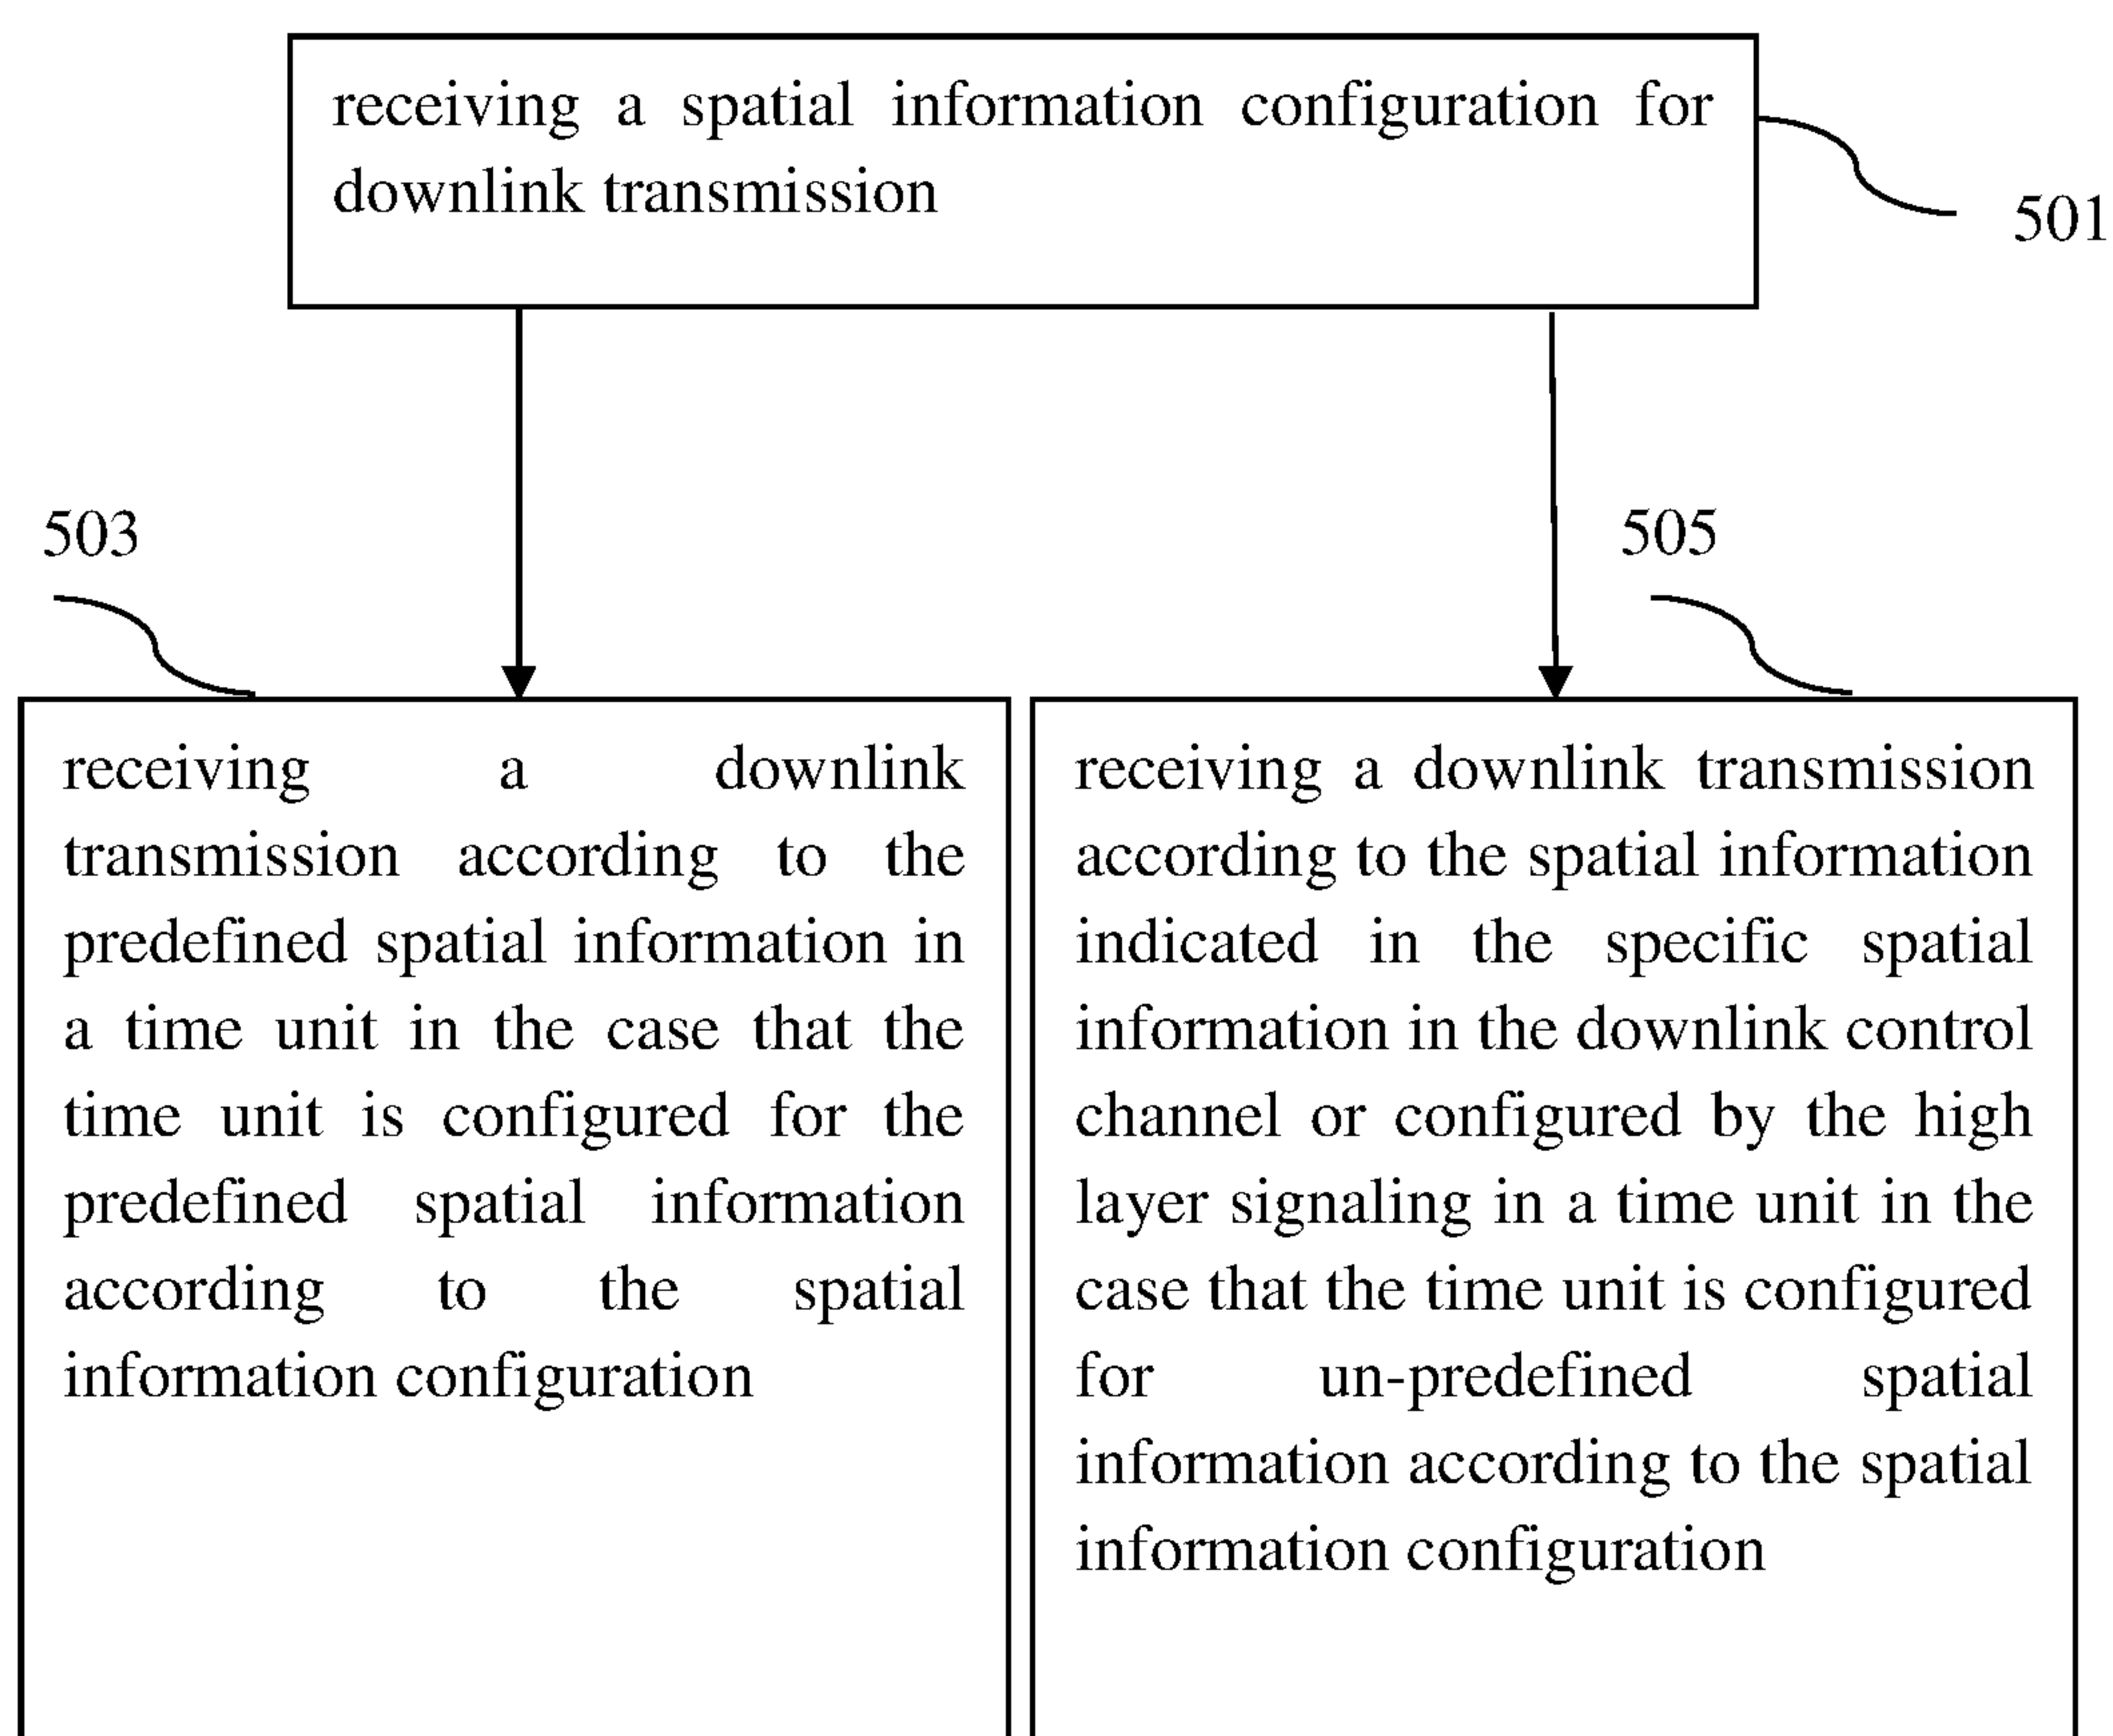 receiving a spatial information configuration for
downlink transmission
501
503
505
receiving a downlink
transmission according to the
predefined spatial information in
a time unit in the case that the
time unit is configured for the
predefined spatial information
according to the spatial
information configuration
receiving a downlink transmission
according to the spatial information
indicated in the specific spatial
information in the downlink control
channel or configured by the high
layer signaling in a time unit in the
case that the time unit is configured
for un-predefined spatial
information according to the spatial
information configuration